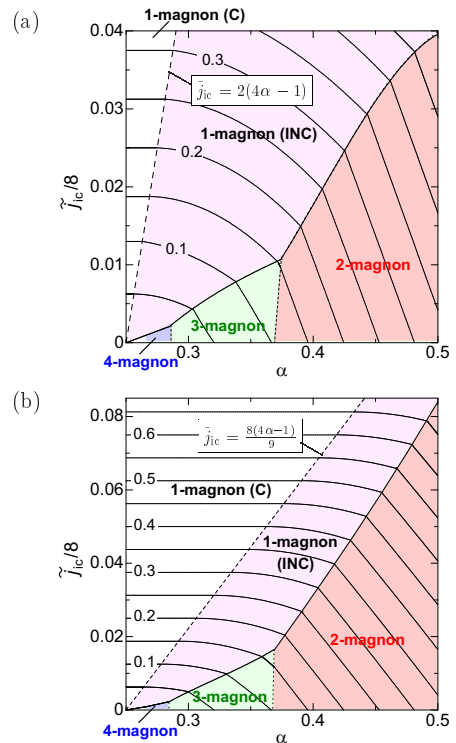 (a)
1-magnon (C)
0.04
0.3
j̃ic = 2(4α − 1)
0.03
1-magnon (INC)
0.2
0.02
j̃ic/8
0.1
0.01
2-magnon
3-magnon
0
4-magnon
0.3
0.4
0.5
α
(b)
0.08
0.6
j̃ic = 8(4α−1)/9
0.06
0.5
1-magnon (C)
0.4
1-magnon
(INC)
0.04
j̃ic/8
0.3
0.2
0.02
2-magnon
0.1
3-magnon
0
4-magnon
0.3
0.4
0.5
α